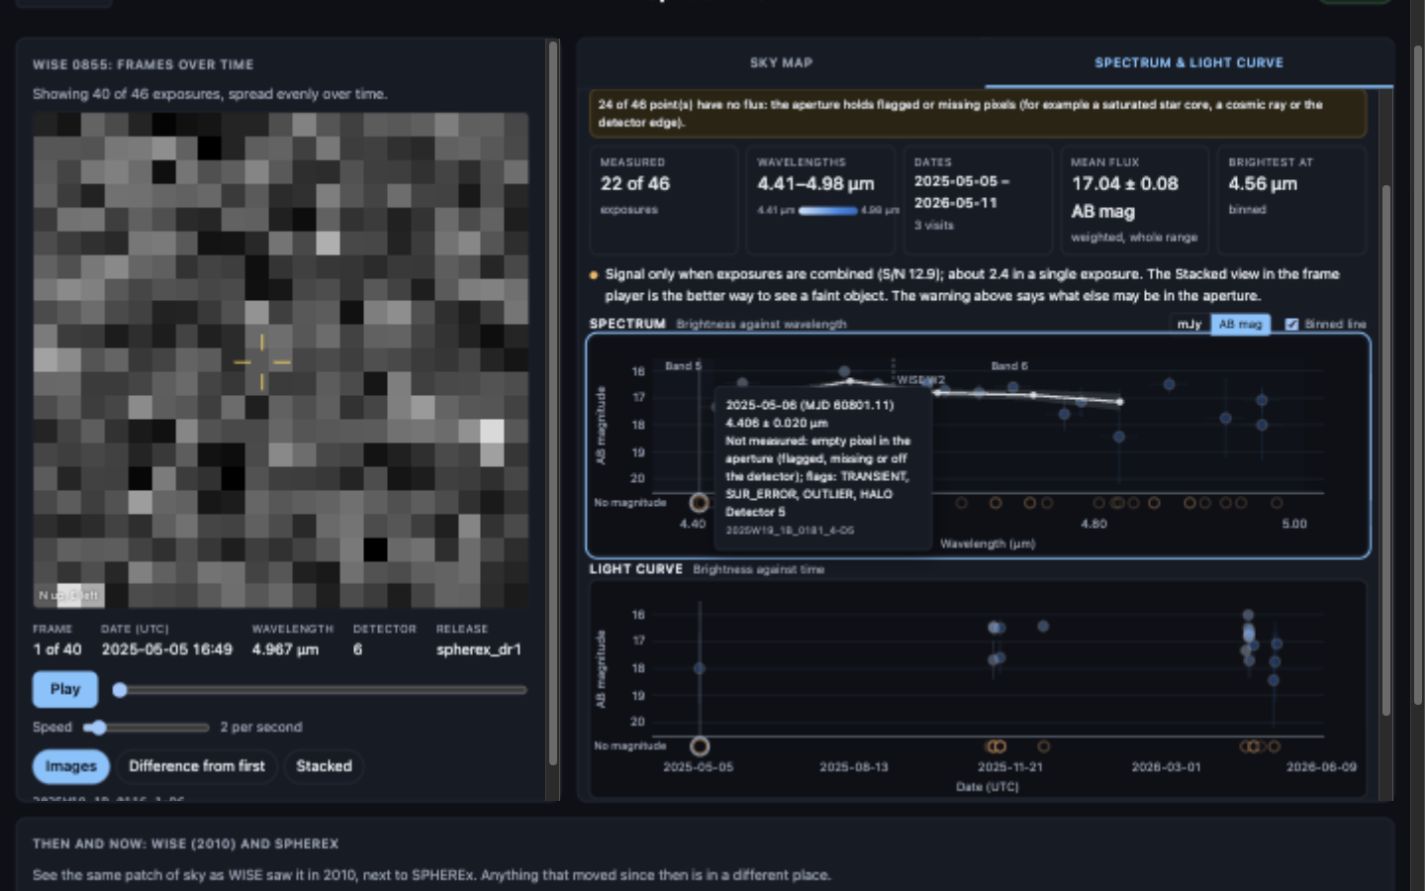 WISE 0855: FRAMES OVER TIME
Showing 40 of 46 exposures, spread evenly over time.
FRAME DATE (UTC) WAVELENGTH DETECTOR RELEASE
1 of 40 2025-05-05 16:49 4.967 µm 6 spherex_dr1
Play
Speed 2 per second
Images Difference from first Stacked
SKY MAP SPECTRUM & LIGHT CURVE
24 of 46 point(s) have no flux: the aperture holds flagged or missing pixels (for example a saturated star core, a cosmic ray or the
detector edge).
MEASURED
22 of 46
exposures
WAVELENGTHS
4.41–4.98 µm
4.41 µm 4.98 µm
DATES
2025-05-05 –
2026-05-11
3 visits
MEAN FLUX
17.04 ± 0.08
AB mag
weighted, whole range
BRIGHTEST AT
4.56 µm
binned
Signal only when exposures are combined (S/N 12.9); about 2.4 in a single exposure. The Stacked view in the frame
player is the better way to see a faint object. The warning above says what else may be in the aperture.
SPECTRUM Brightness against wavelength mJy AB mag Binned line
Band 5 Band 6
WISE W2
AB magnitude
16
17
18
19
20
No magnitude
2025-05-06 (MJD 60801.11)
4.406 ± 0.020 µm
Not measured: empty pixel in the
aperture (flagged, missing or off
the detector); flags: TRANSIENT,
SUR_ERROR, OUTLIER, HALO
Detector 5
2025W19_1B_0181_4-D5
4.40 4.80 5.00
Wavelength (µm)
LIGHT CURVE Brightness against time
AB magnitude
16
17
18
19
20
No magnitude
2025-05-05 2025-08-13 2025-11-21 2026-03-01 2026-06-09
Date (UTC)
THEN AND NOW: WISE (2010) AND SPHEREX
See the same patch of sky as WISE saw it in 2010, next to SPHEREx. Anything that moved since then is in a different place.